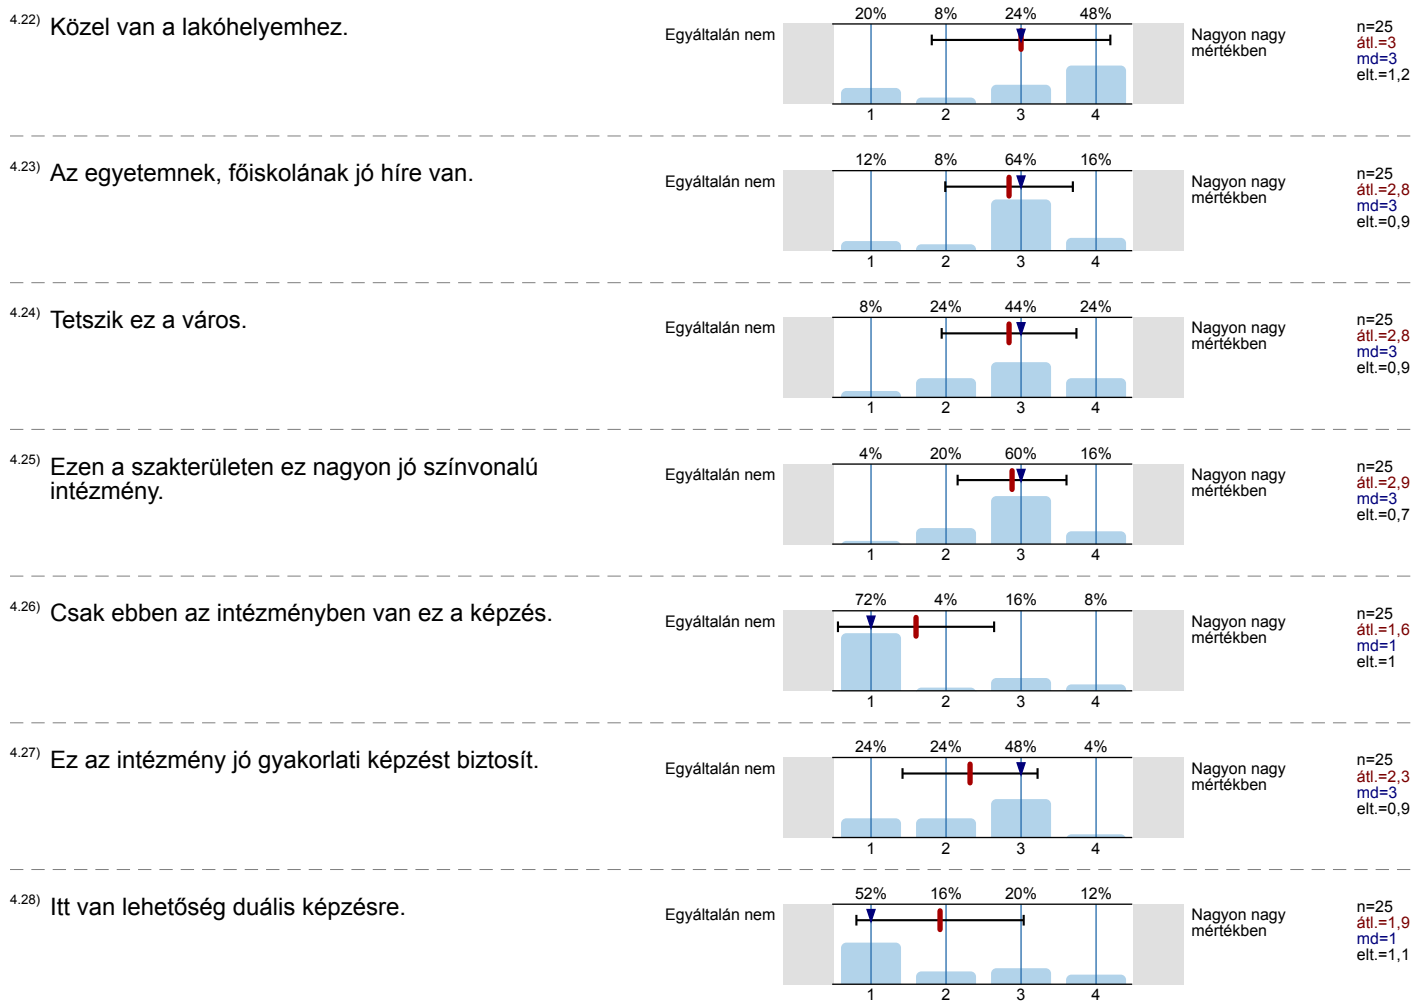 4.22) Közel van a lakóhelyemhez.
Egyáltalán nem
20% 8% 24% 48%
1 2 3 4
Nagyon nagy
mértékben
n=25
átl.=3
md=3
elt.=1,2
4.23) Az egyetemnek, főiskolának jó híre van.
Egyáltalán nem
12% 8% 64% 16%
1 2 3 4
Nagyon nagy
mértékben
n=25
átl.=2,8
md=3
elt.=0,9
4.24) Tetszik ez a város.
Egyáltalán nem
8% 24% 44% 24%
1 2 3 4
Nagyon nagy
mértékben
n=25
átl.=2,8
md=3
elt.=0,9
4.25) Ezen a szakterületen ez nagyon jó színvonalú
intézmény.
Egyáltalán nem
4% 20% 60% 16%
1 2 3 4
Nagyon nagy
mértékben
n=25
átl.=2,9
md=3
elt.=0,7
4.26) Csak ebben az intézményben van ez a képzés.
Egyáltalán nem
72% 4% 16% 8%
1 2 3 4
Nagyon nagy
mértékben
n=25
átl.=1,6
md=1
elt.=1
4.27) Ez az intézmény jó gyakorlati képzést biztosít.
Egyáltalán nem
24% 24% 48% 4%
1 2 3 4
Nagyon nagy
mértékben
n=25
átl.=2,3
md=3
elt.=0,9
4.28) Itt van lehetőség duális képzésre.
Egyáltalán nem
52% 16% 20% 12%
1 2 3 4
Nagyon nagy
mértékben
n=25
átl.=1,9
md=1
elt.=1,1